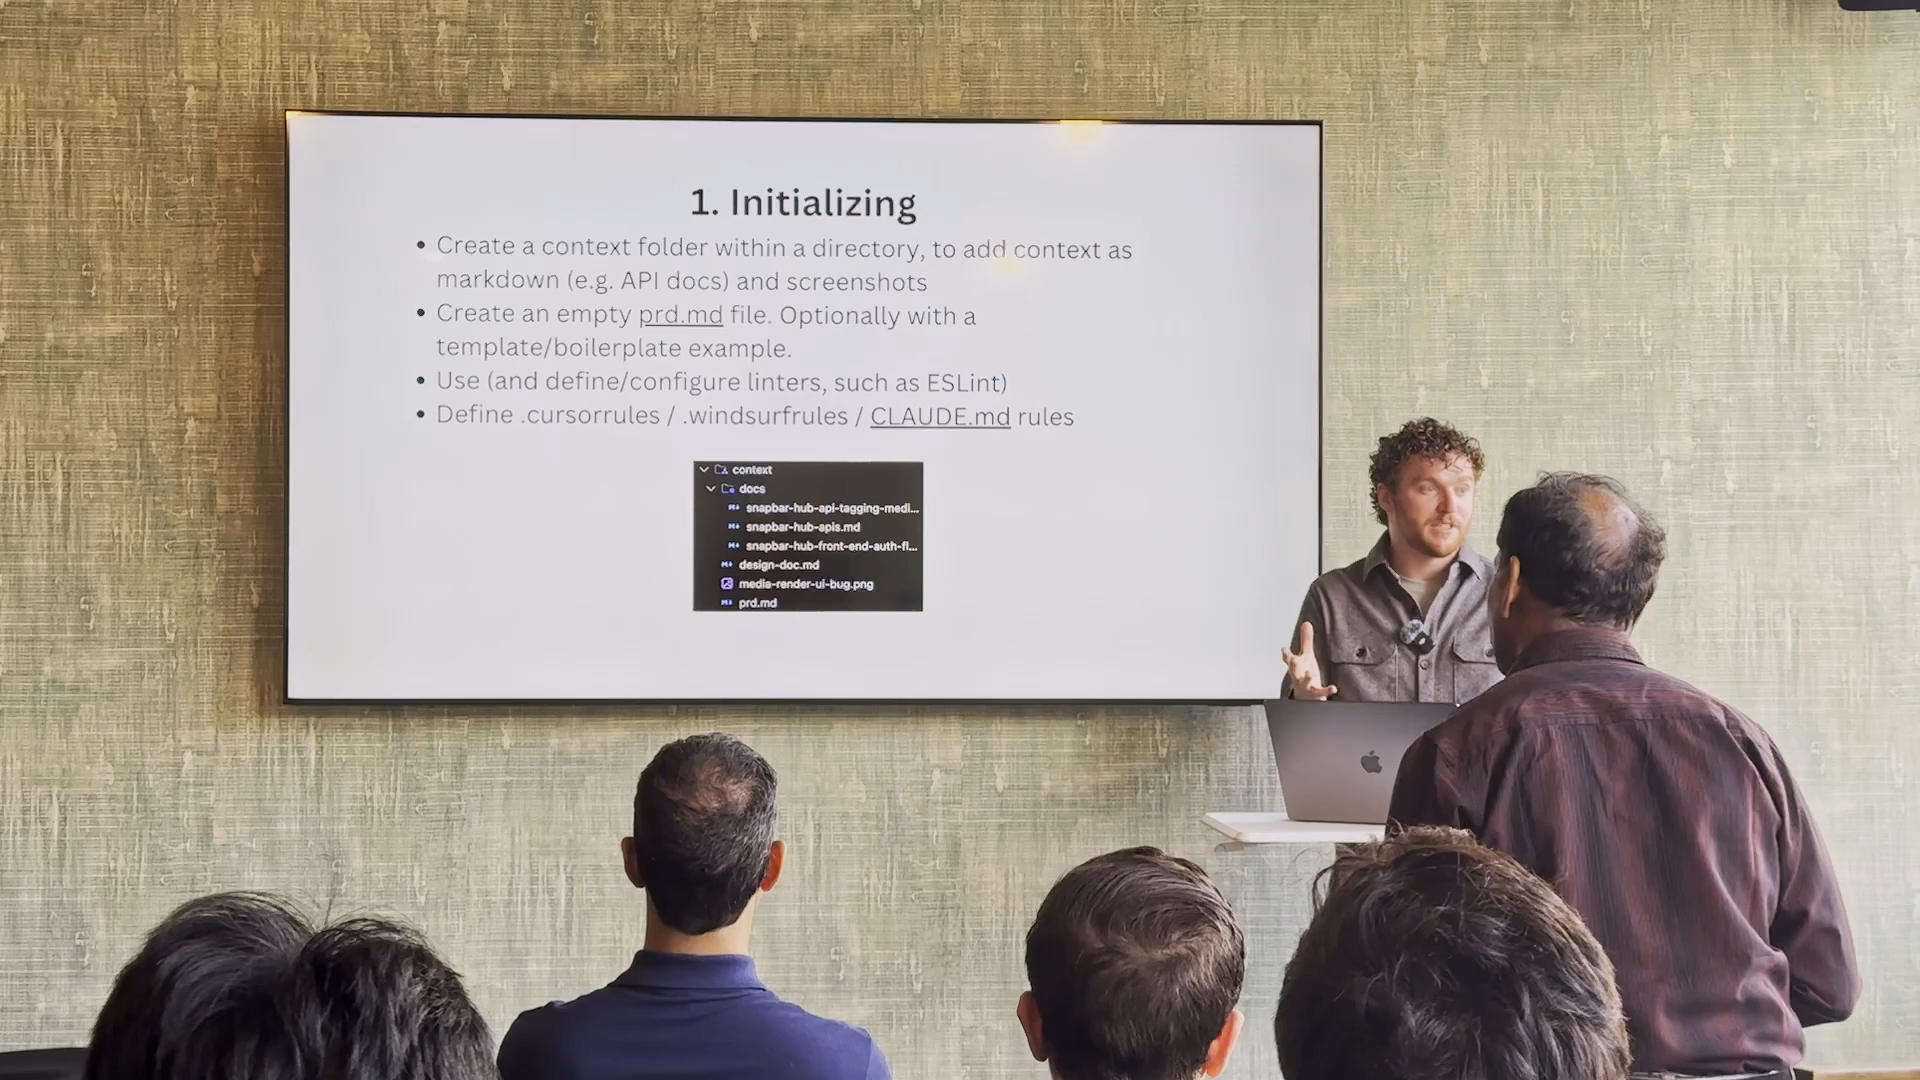 1. Initializing
• Create a context folder within a directory, to add context as
markdown (e.g. API docs) and screenshots
• Create an empty prd.md file. Optionally with a
template/boilerplate example.
• Use (and define/configure linters, such as ESLint)
• Define .cursorrules / .windsurfrules / CLAUDE.md rules
context
docs
snapbar-hub-api-tagging-medi...
snapbar-hub-apis.md
snapbar-hub-front-end-auth-fl...
design-doc.md
media-render-ui-bug.png
prd.md